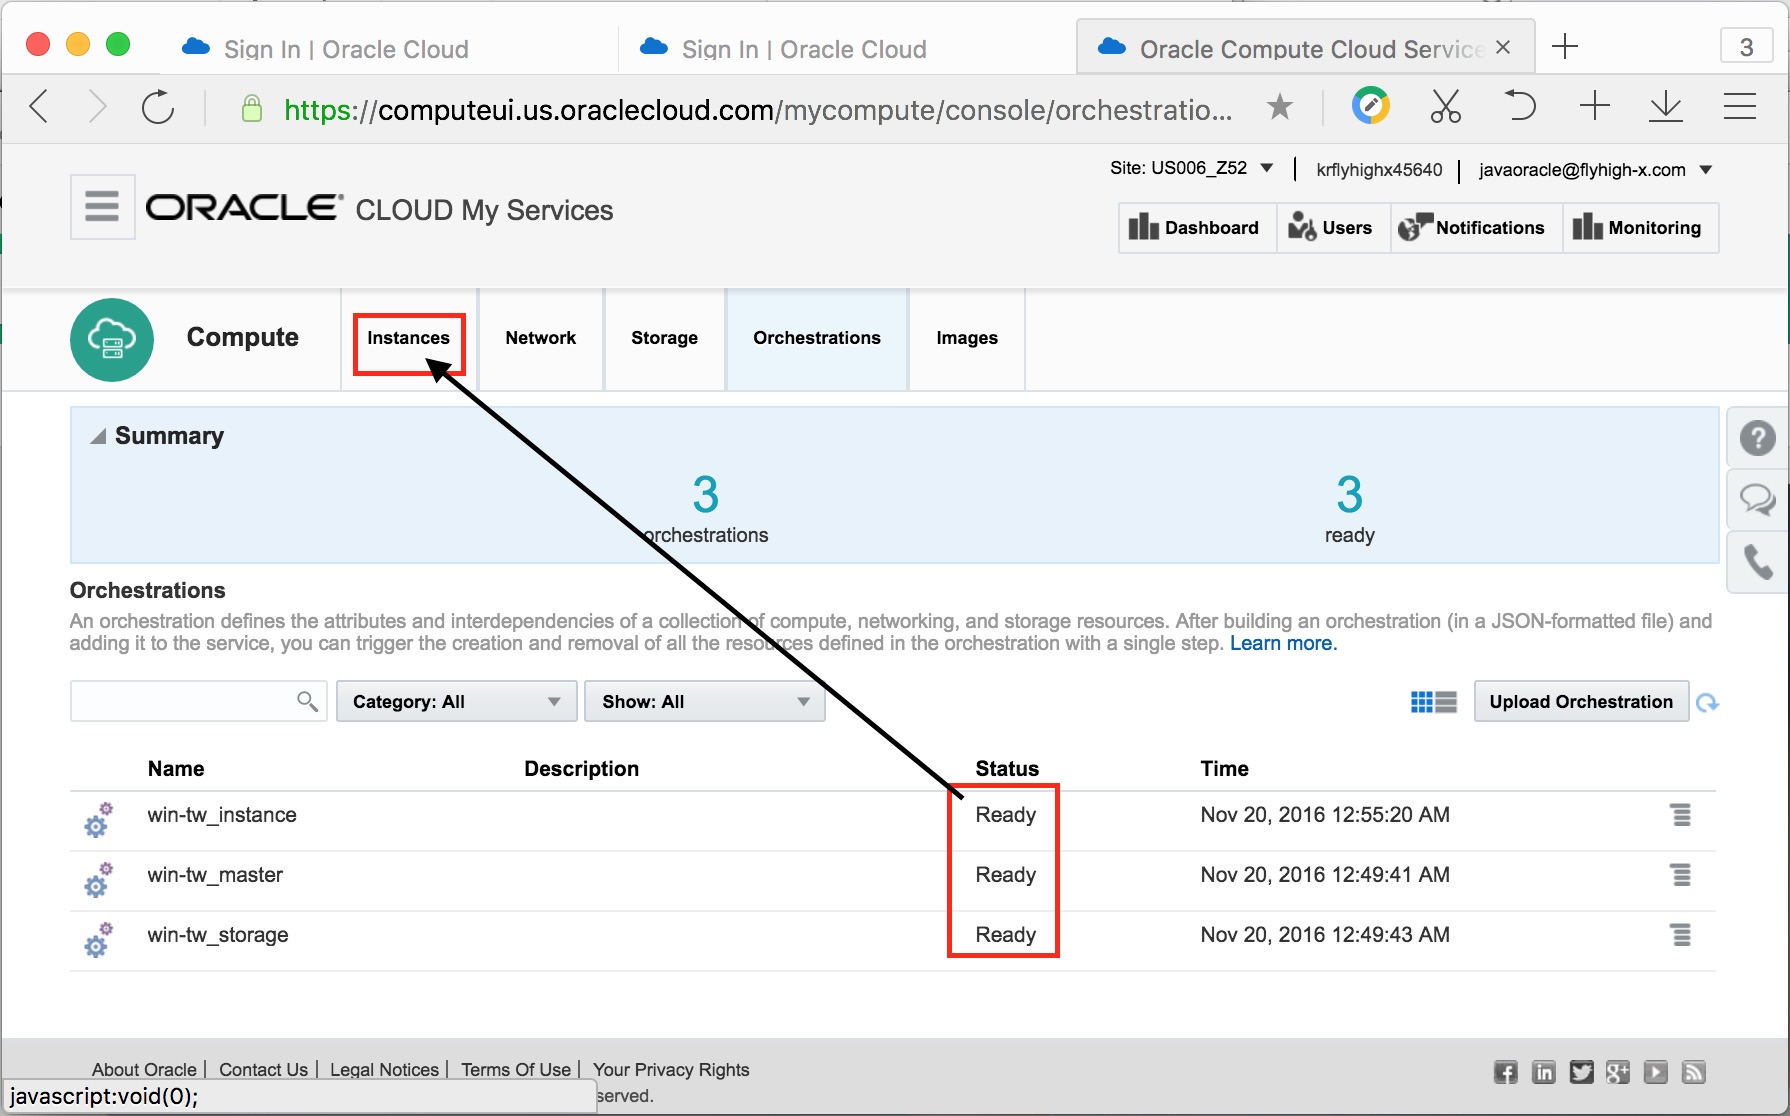 Sign In | Oracle Cloud
Sign In | Oracle Cloud
Oracle Compute Cloud Service
3
https://computeui.us.oraclecloud.com/mycompute/console/orchestratio...
Site: US006_Z52
krflyhighx45640
javaoracle@flyhigh-x.com
ORACLE CLOUD My Services
Dashboard
Users
Notifications
Monitoring
Compute
Instances
Network
Storage
Orchestrations
Images
Summary
3
orchestrations
3
ready
Orchestrations
An orchestration defines the attributes and interdependencies of a collection of compute, networking, and storage resources. After building an orchestration (in a JSON-formatted file) and
adding it to the service, you can trigger the creation and removal of all the resources defined in the orchestration with a single step. Learn more.
Category: All
Show: All
Upload Orchestration
Name Description Status Time
win-tw_instance Ready Nov 20, 2016 12:55:20 AM
win-tw_master Ready Nov 20, 2016 12:49:41 AM
win-tw_storage Ready Nov 20, 2016 12:49:43 AM
About Oracle | Contact Us | Legal Notices | Terms Of Use | Your Privacy Rights
javascript:void(0);
served.